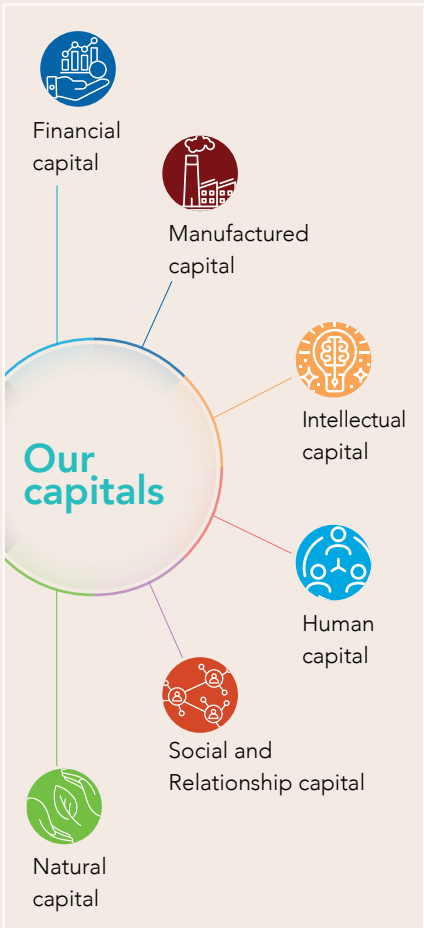 Financial
capital
Manufactured
capital
Intellectual
capital
Our
capitals
Human
capital
Social and
Relationship capital
Natural
capital